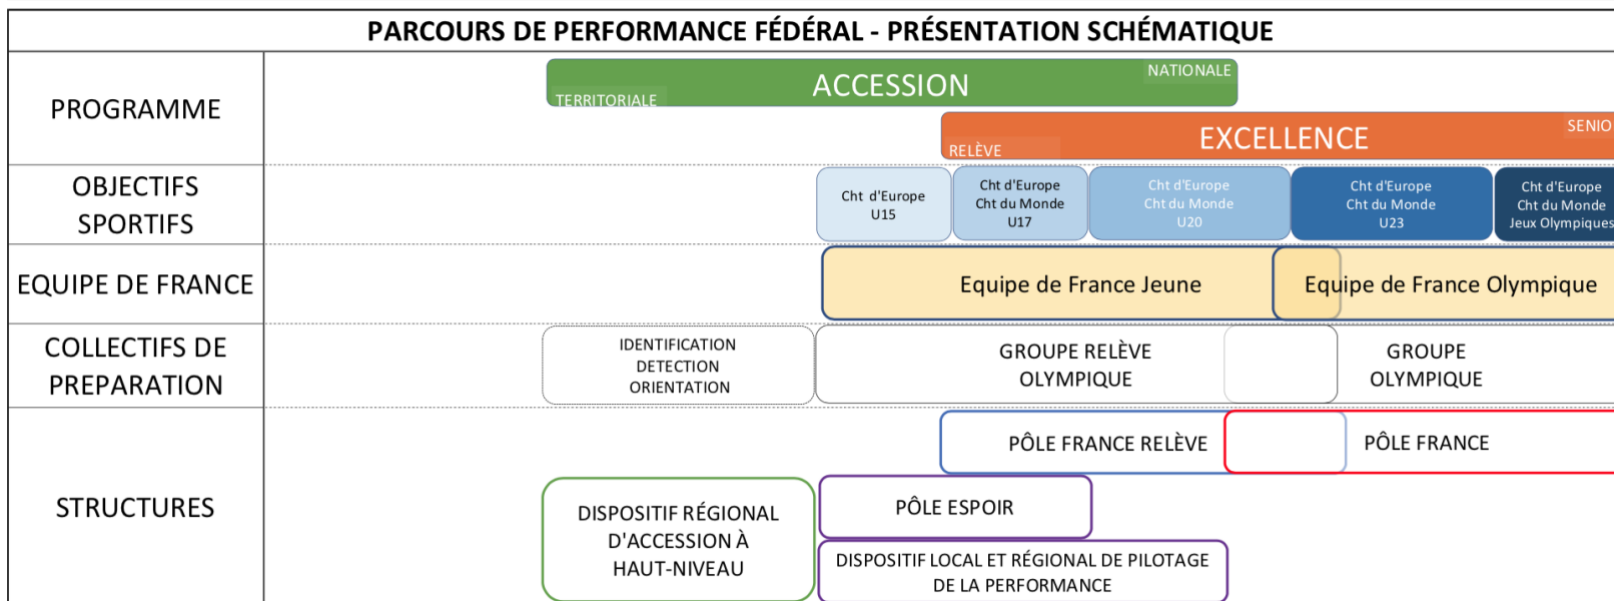 PARCOURS DE PERFORMANCE FÉDÉRAL - PRÉSENTATION SCHÉMATIQUE
PROGRAMME
TERRITORIALE
ACCESSION
NATIONALE
RELÈVE
EXCELLENCE
SENIO
OBJECTIFS
SPORTIFS
Cht d'Europe
U15
Cht d'Europe
Cht du Monde
U17
Cht d'Europe
Cht du Monde
U20
Cht d'Europe
Cht du Monde
U23
Cht d'Europe
Cht du Monde
Jeux Olympiques
EQUIPE DE FRANCE
Equipe de France Jeune
Equipe de France Olympique
COLLECTIFS DE
PREPARATION
IDENTIFICATION
DETECTION
ORIENTATION
GROUPE RELÈVE
OLYMPIQUE
GROUPE
OLYMPIQUE
STRUCTURES
PÔLE FRANCE RELÈVE
PÔLE FRANCE
DISPOSITIF RÉGIONAL
D'ACCESSION À
HAUT-NIVEAU
PÔLE ESPOIR
DISPOSITIF LOCAL ET RÉGIONAL DE PILOTAGE
DE LA PERFORMANCE